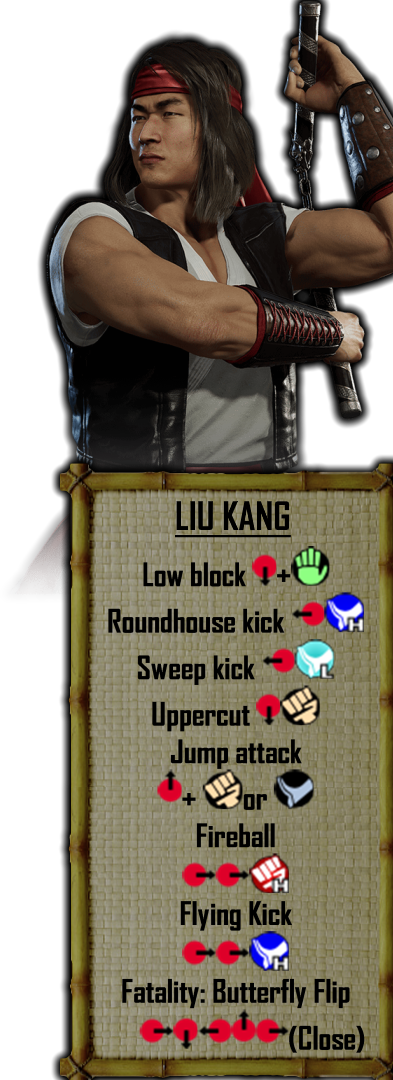 LIU KANG
Low block +
Roundhouse kick H
Sweep kick L
Uppercut
Jump attack
+ or
Fireball
H
Flying Kick
H
Fatality: Butterfly Flip
(Close)